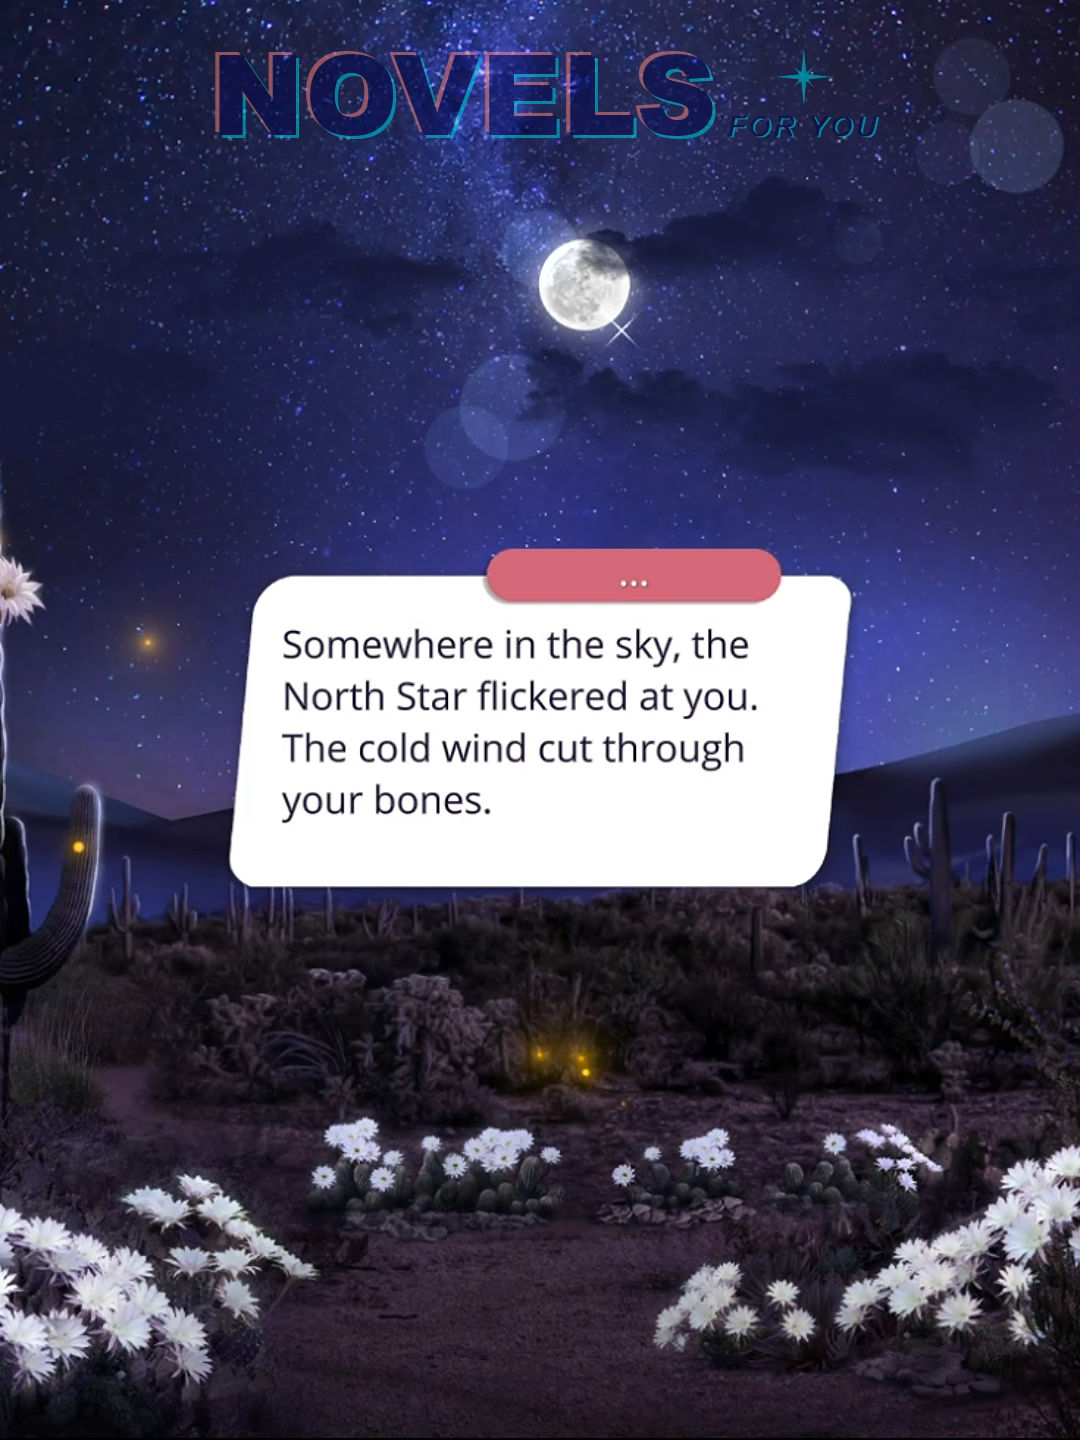 NOVELS
FOR YOU
...
Somewhere in the sky, the
North Star flickered at you.
The cold wind cut through
your bones.